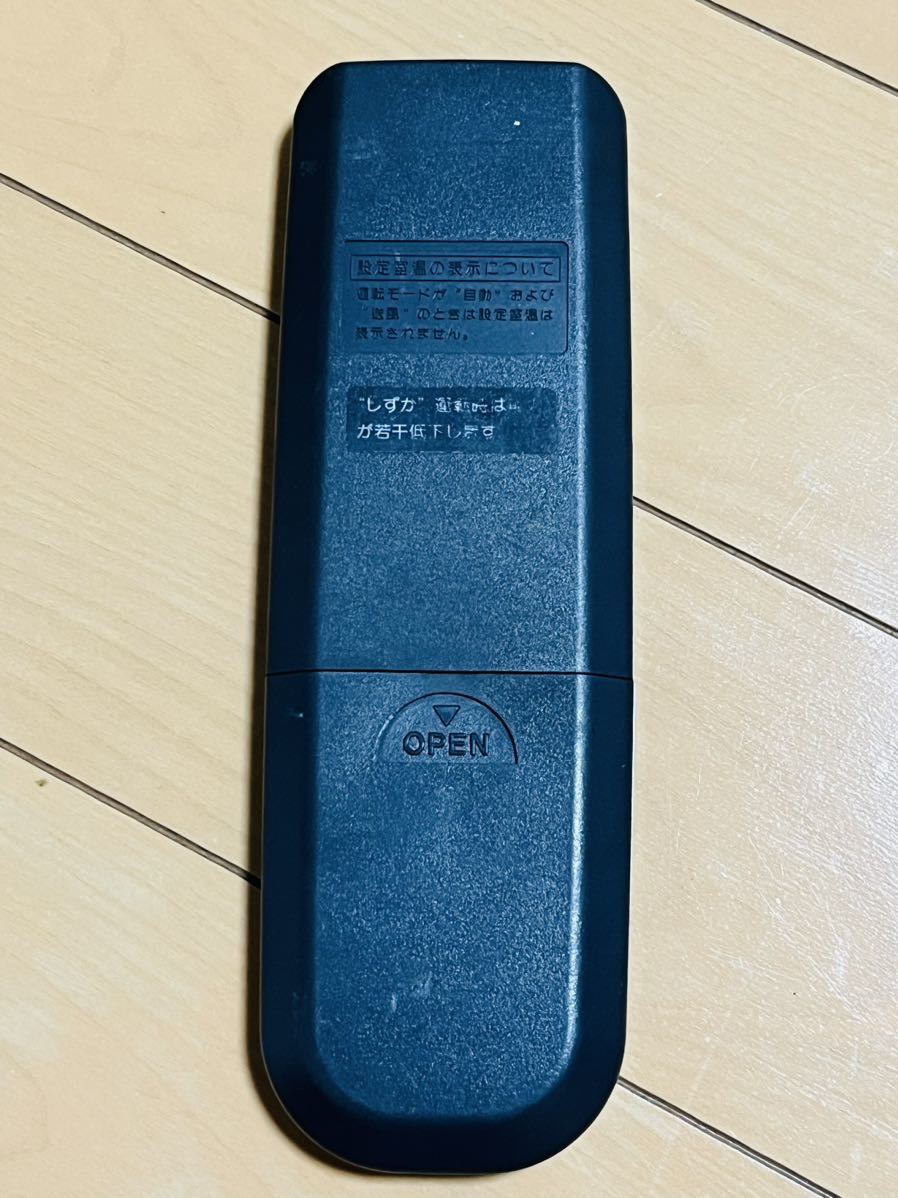 設定室温の表示について
運転モードが"自動"および
"送風"のときは設定室温は
表示されません。
"しずか" 運転時は
が若干低下します
OPEN